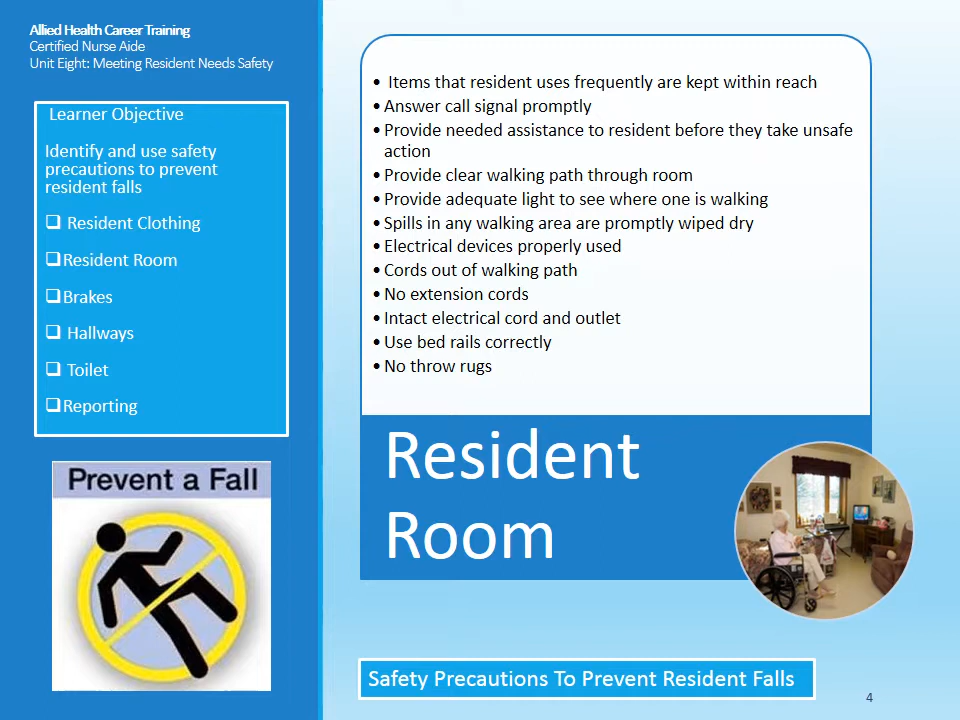 Allied Health Career Training
Certified Nurse Aide
Unit Eight: Meeting Resident Needs Safety
Learner Objective
Identify and use safety
precautions to prevent
resident falls
❑ Resident Clothing
❑Resident Room
❑Brakes
❑ Hallways
❑ Toilet
❑Reporting
Prevent a Fall
• Items that resident uses frequently are kept within reach
• Answer call signal promptly
• Provide needed assistance to resident before they take unsafe
action
• Provide clear walking path through room
• Provide adequate light to see where one is walking
• Spills in any walking area are promptly wiped dry
• Electrical devices properly used
• Cords out of walking path
• No extension cords
• Intact electrical cord and outlet
• Use bed rails correctly
• No throw rugs
Resident
Room
Safety Precautions To Prevent Resident Falls
4